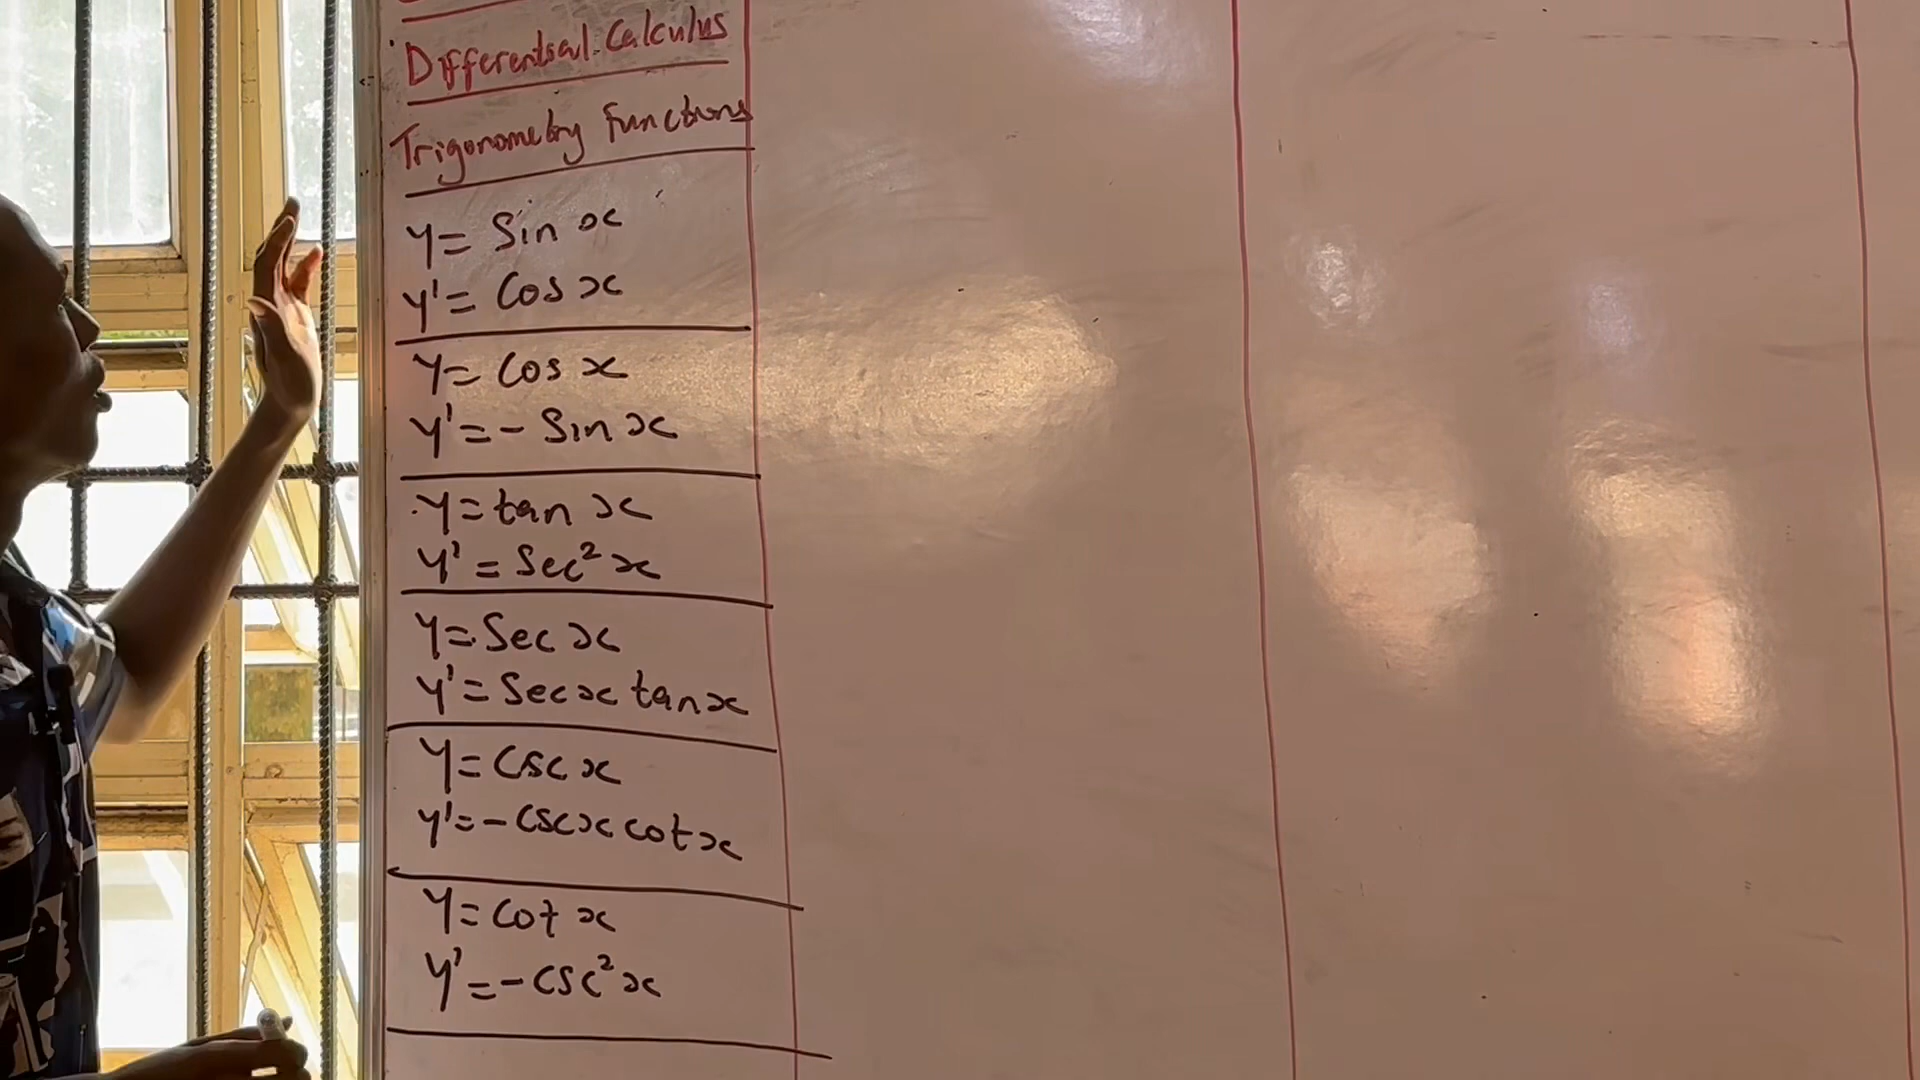 Differential Calculus
Trigonometry Functions
y = Sin x
y' = Cos x
y = Cos x
y' = - Sin x
y = tan x
y' = Sec² x
y = Sec x
y' = Sec x tan x
y = csc x
y' = - csc x cot x
y = cot x
y' = - csc² x